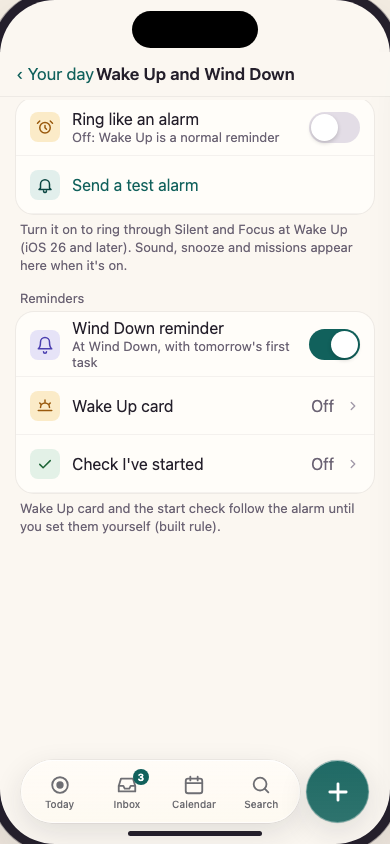 ‹ Your day Wake Up and Wind Down
Ring like an alarm
Off: Wake Up is a normal reminder
Send a test alarm
Turn it on to ring through Silent and Focus at Wake Up
(iOS 26 and later). Sound, snooze and missions appear
here when it's on.
Reminders
Wind Down reminder
At Wind Down, with tomorrow's first
task
Wake Up card Off
Check I've started Off
Wake Up card and the start check follow the alarm until
you set them yourself (built rule).
3
Today Inbox Calendar Search